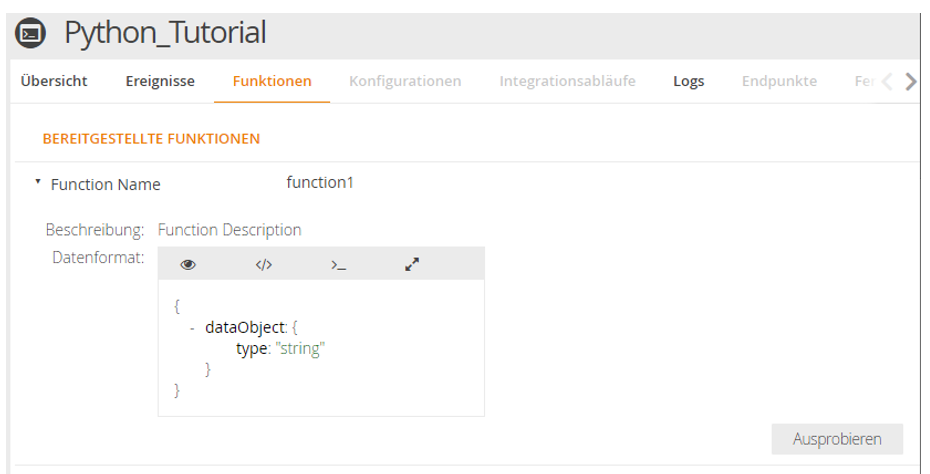 Python_Tutorial
Übersicht Ereignisse Funktionen Konfigurationen Integrationsabläufe Logs Endpunkte
BEREITGESTELLTE FUNKTIONEN
Function Name function1
Beschreibung: Function Description
Datenformat:
</> >_
{
- dataObject: {
type: "string"
}
}
Ausprobieren